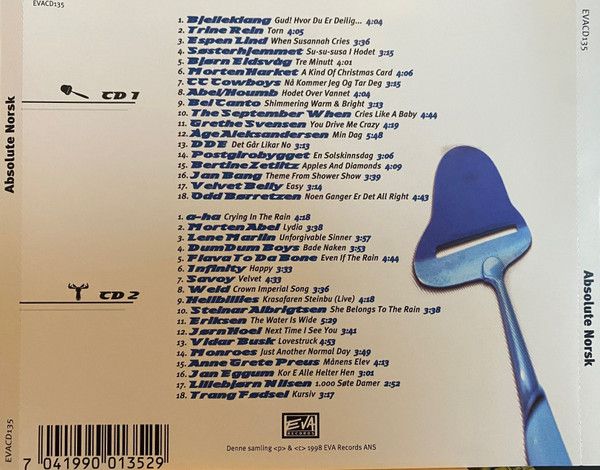 EVACD135
Absolute Norsk
CD 1
1. Bjelleklang Gud! Hvor Du Er Deilig... 4:04
2. Trine Rein Torn 4:05
3. Espen Lind When Susannah Cries 3:36
4. Søsterhjemmet Su-su-susa I Hodet 3:15
5. Bjørn Eidsvåg Tre Minutt 4:01
6. Morten Harket A Kind Of Christmas Card 4:06
7. CC Cowboys Nå Kommer Jeg Og Tar Deg 3:15
8. Abel/Houmb Hodet Over Vannet 4:04
9. Bel Canto Shimmering Warm & Bright 3:13
10. The September When Cries Like A Baby 4:44
11. Grethe Svensen You Drive Me Crazy 4:19
12. Åge Aleksandersen Min Dag 5:48
13. DDE Det Går Likar No 3:13
14. Postgirobygget En Solskinnsdag 3:06
15. Bertine Zetlitz Apples And Diamonds 4:09
16. Jan Bang Theme From Shower Show 3:39
17. Velvet Belly Easy 3:14
18. Odd Børretzen Noen Ganger Er Det All Right 4:43
CD 2
1. a-ha Crying In The Rain 4:18
2. Morten Abel Lydia 3:38
3. Lene Marlin Unforgivable Sinner 3:57
4. DumDum Boys Bade Naken 3:53
5. Flava To Da Bone Even If The Rain 4:44
6. Infinity Happy 3:33
7. Savoy Velvet 4:33
8. Weld Crown Imperial Song 3:36
9. Hellbillies Krasafaren Steinbu (Live) 4:18
10. Steinar Albrigtsen She Belongs To The Rain 3:38
11. Eriksen The Water Is Wide 5:29
12. Jørn Hoel Next Time I See You 3:41
13. Vidar Busk Lovestruck 4:53
14. Monroes Just Another Normal Day 3:49
15. Anne Grete Preus Månens Elev 4:13
16. Jan Eggum Kor E Alle Helter Hen 3:01
17. Lillebjørn Nilsen 1.000 Søte Damer 2:52
18. Trang Fødsel Kursiv 3:17
EVA
RECORDS
Denne samling <p> & <c> 1998 EVA Records ANS
EVACD135
7 041990 013529
EVACD135
Absolute Norsk